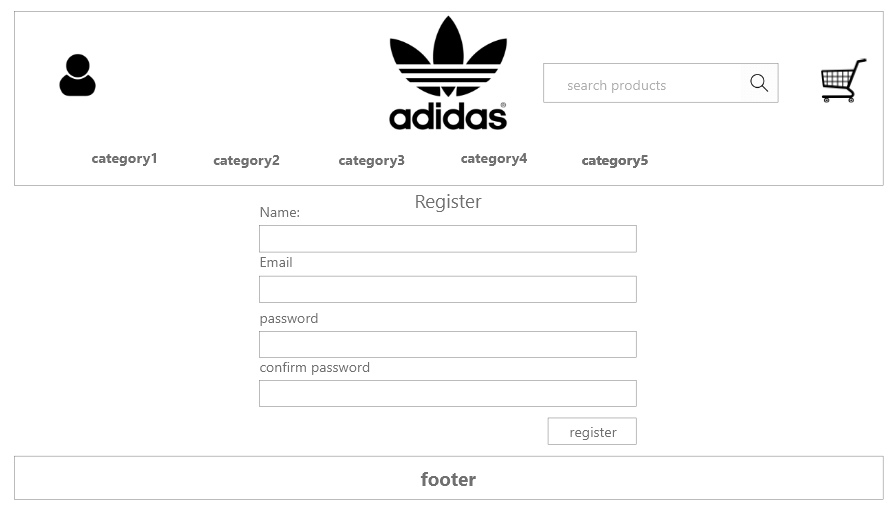 adidas®
search products
category1 category2 category3 category4 category5
Register
Name:
Email
password
confirm password
register
footer